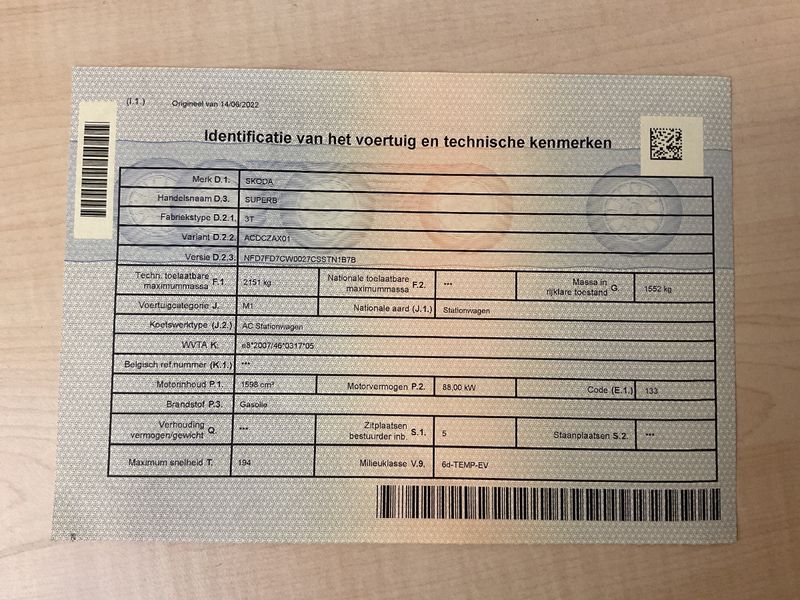 (I.1.) Origineel van 14/06/2022
Identificatie van het voertuig en technische kenmerken
Merk D.1. SKODA
Handelsnaam D.3. SUPERB
Fabriekstype D.2.1. 3T
Variant D.2.2. ACDCZAX01
Versie D.2.3. NFD7FD7CW0027CSSTN1B7B
Techn. toelaatbare maximummassa F.1 2151 kg Nationale toelaatbare maximummassa F.2. *** Massa in rijklare toestand G. 1552 kg
Voertuigcategorie J. M1 Nationale aard (J.1.) Stationwagen
Koetswerktype (J.2.) AC Stationwagen
WVTA K: e8*2007/46*0317*05
Belgisch ref.nummer (K.1.) ***
Motorinhoud P.1. 1598 cm³ Motorvermogen P.2. 88,00 kW Code (E.1.) 133
Brandstof P.3. Gasolie
Verhouding vermogen/gewicht Q. *** Zitplaatsen bestuurder inb. S.1. 5 Staanplaatsen S.2. ***
Maximum snelheid T. 194 Milieuklasse V.9. 6d-TEMP-EV